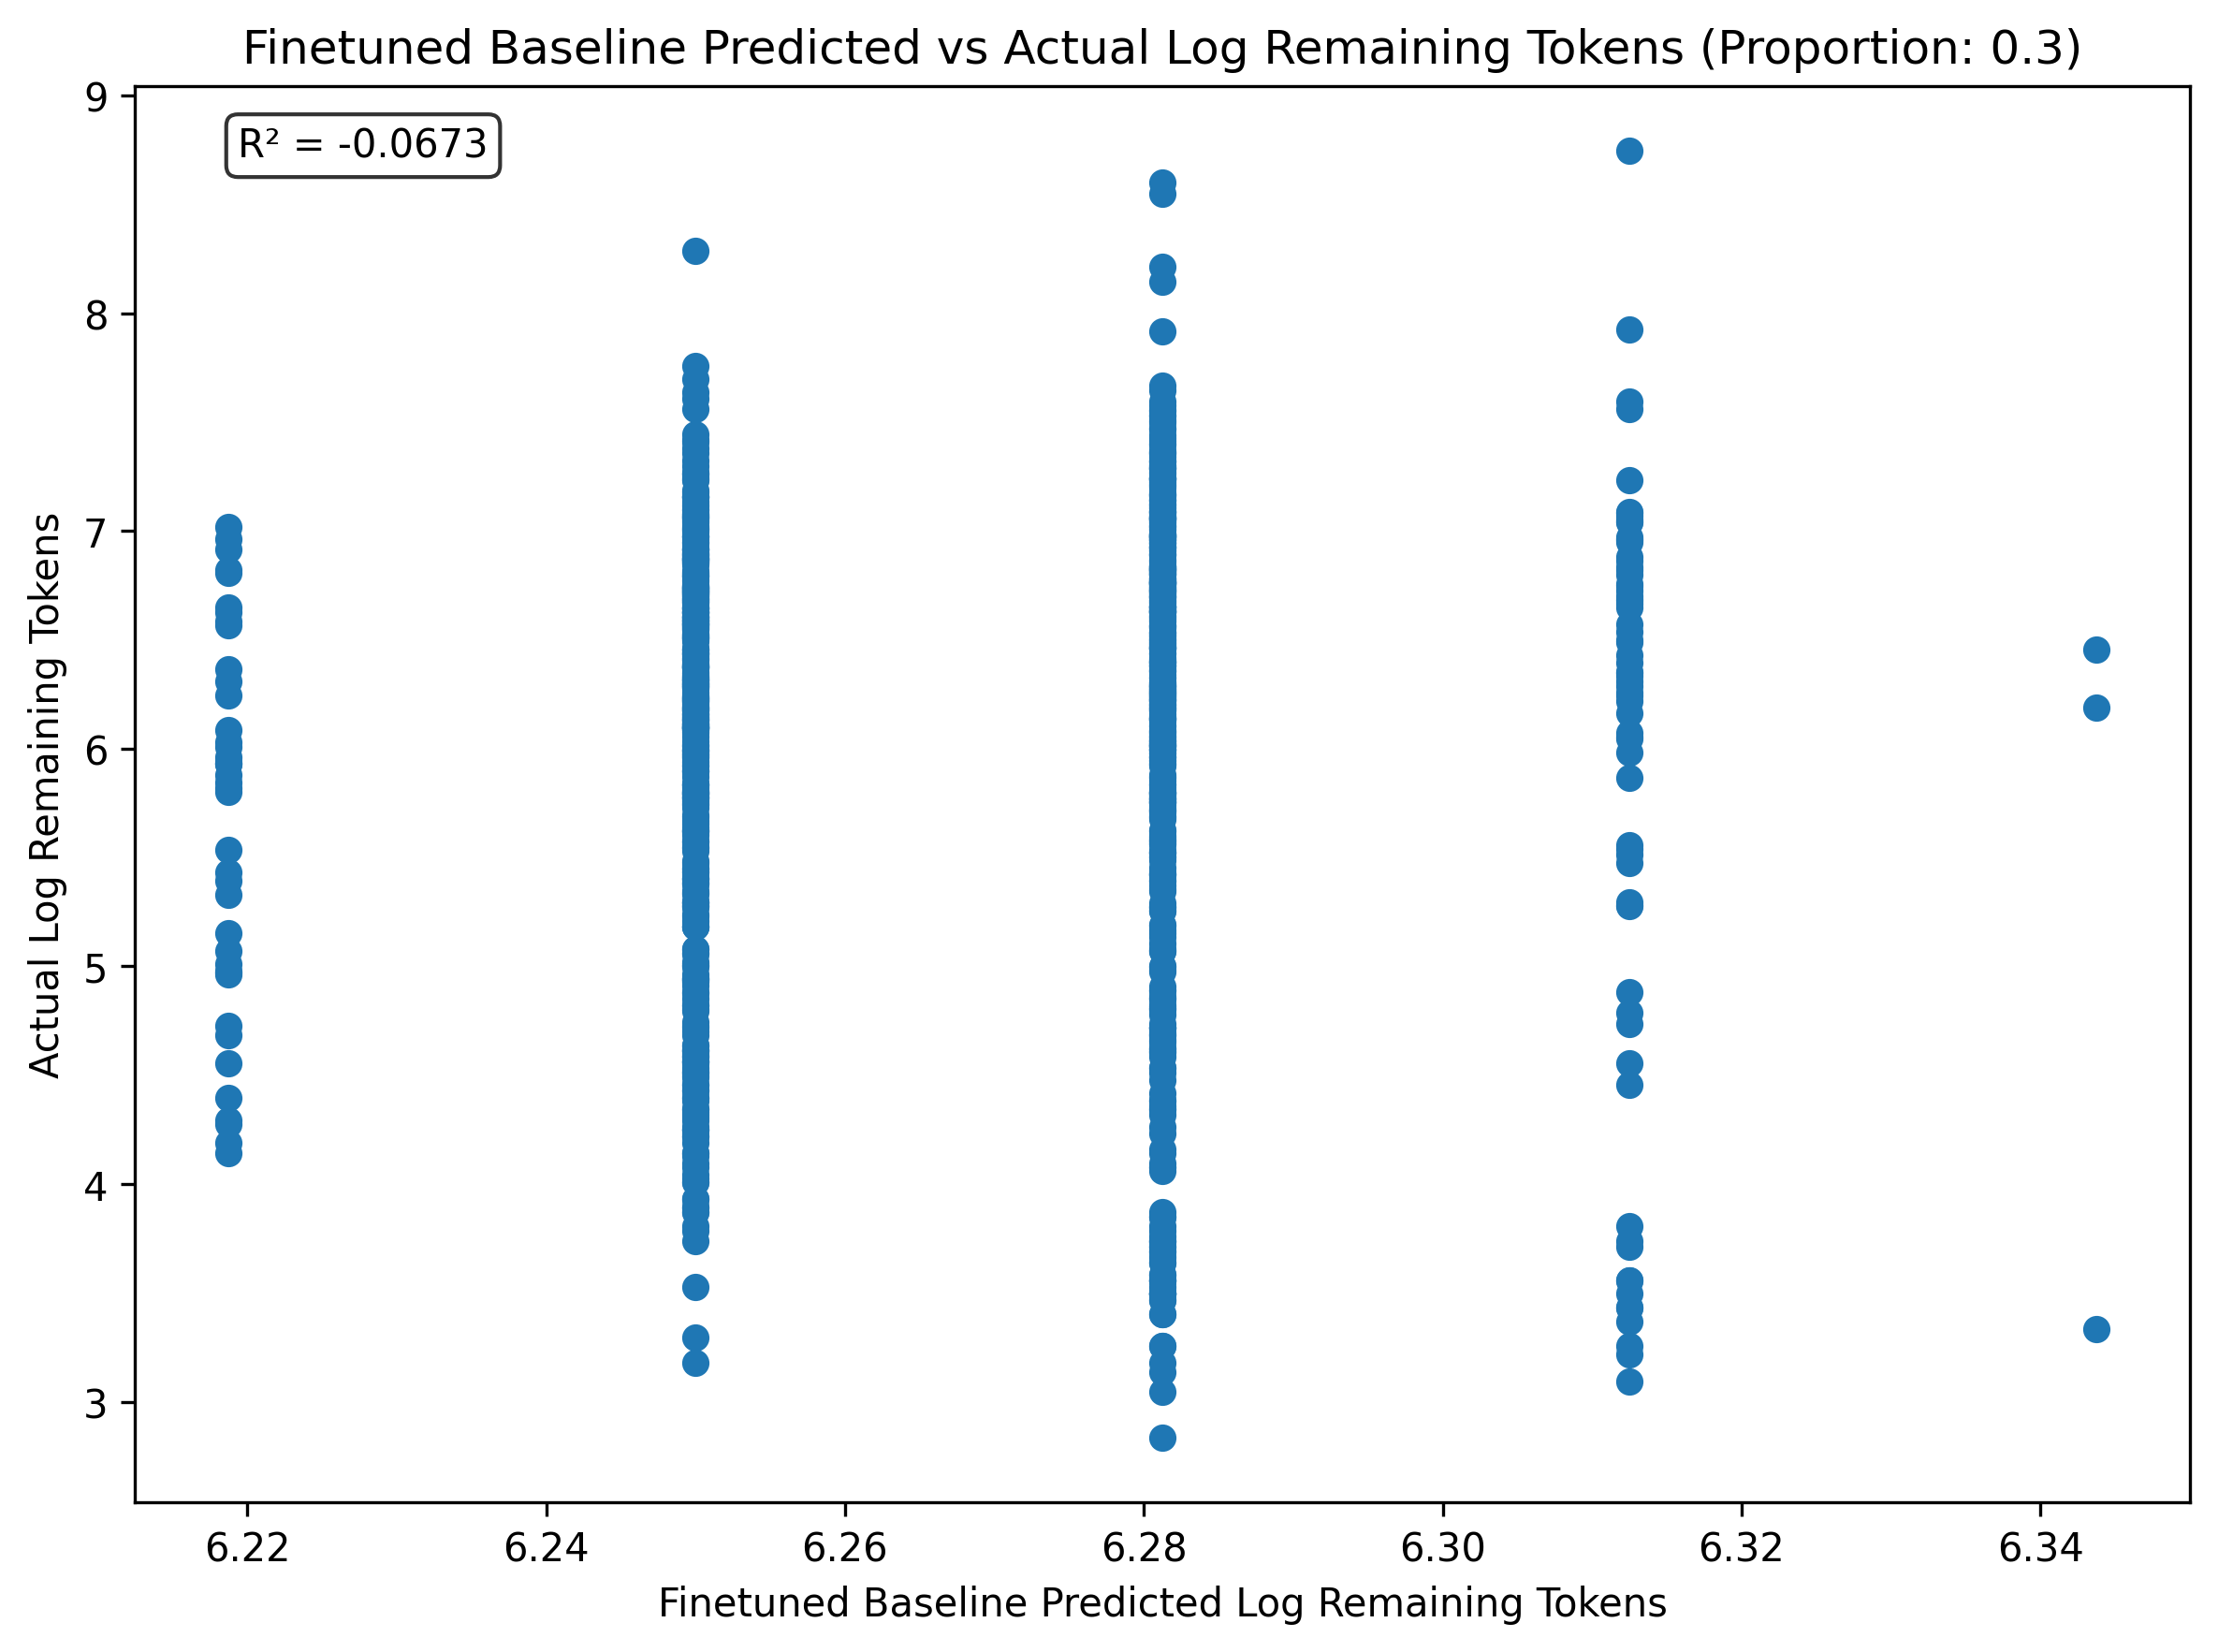 Finetuned Baseline Predicted vs Actual Log Remaining Tokens (Proportion: 0.3)
R² = -0.0673
Actual Log Remaining Tokens
9
8
7
6
5
4
3
6.22 6.24 6.26 6.28 6.30 6.32 6.34
Finetuned Baseline Predicted Log Remaining Tokens